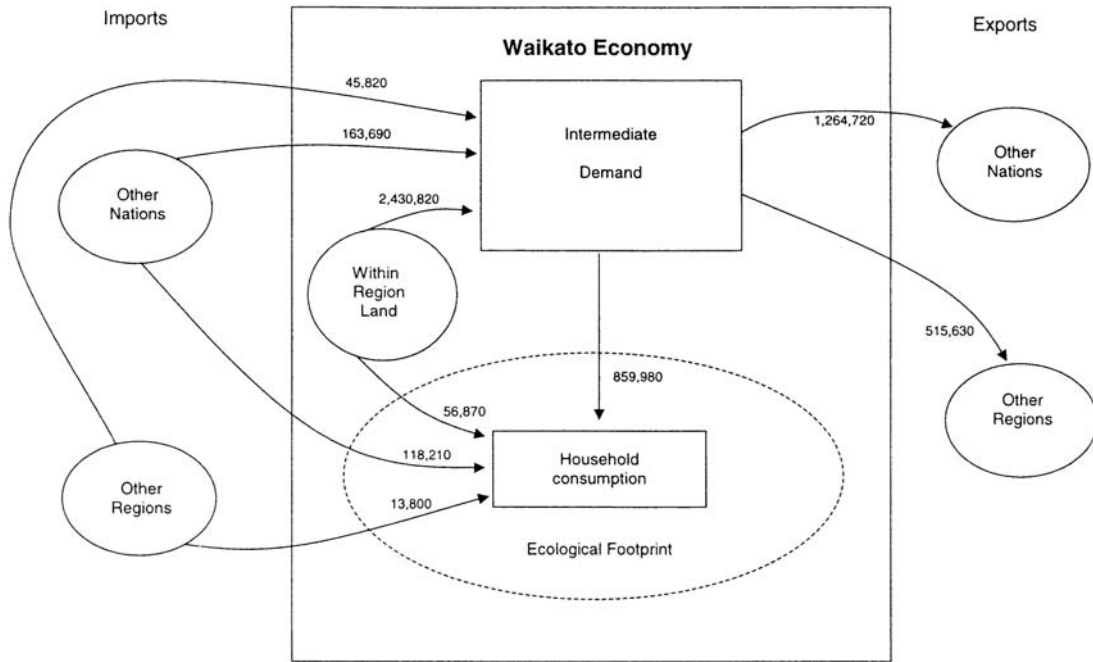 Imports
Exports
Waikato Economy
45,820
163,690
2,430,820
Intermediate
Demand
1,264,720
Other
Nations
Other
Nations
Within
Region
Land
515,630
859,980
56,870
118,210
13,800
Household
consumption
Other
Regions
Other
Regions
Ecological Footprint